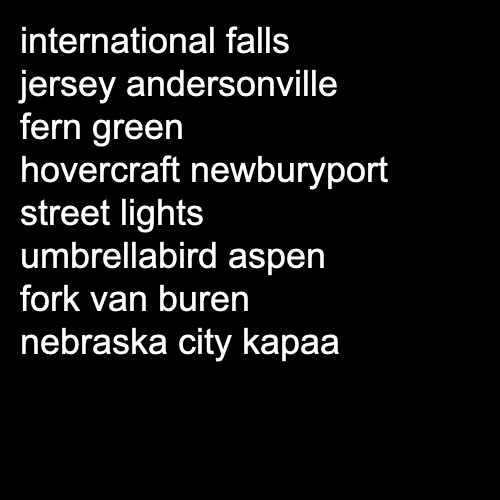 international falls
jersey andersonville
fern green
hovercraft newburyport
street lights
umbrellabird aspen
fork van buren
nebraska city kapaa